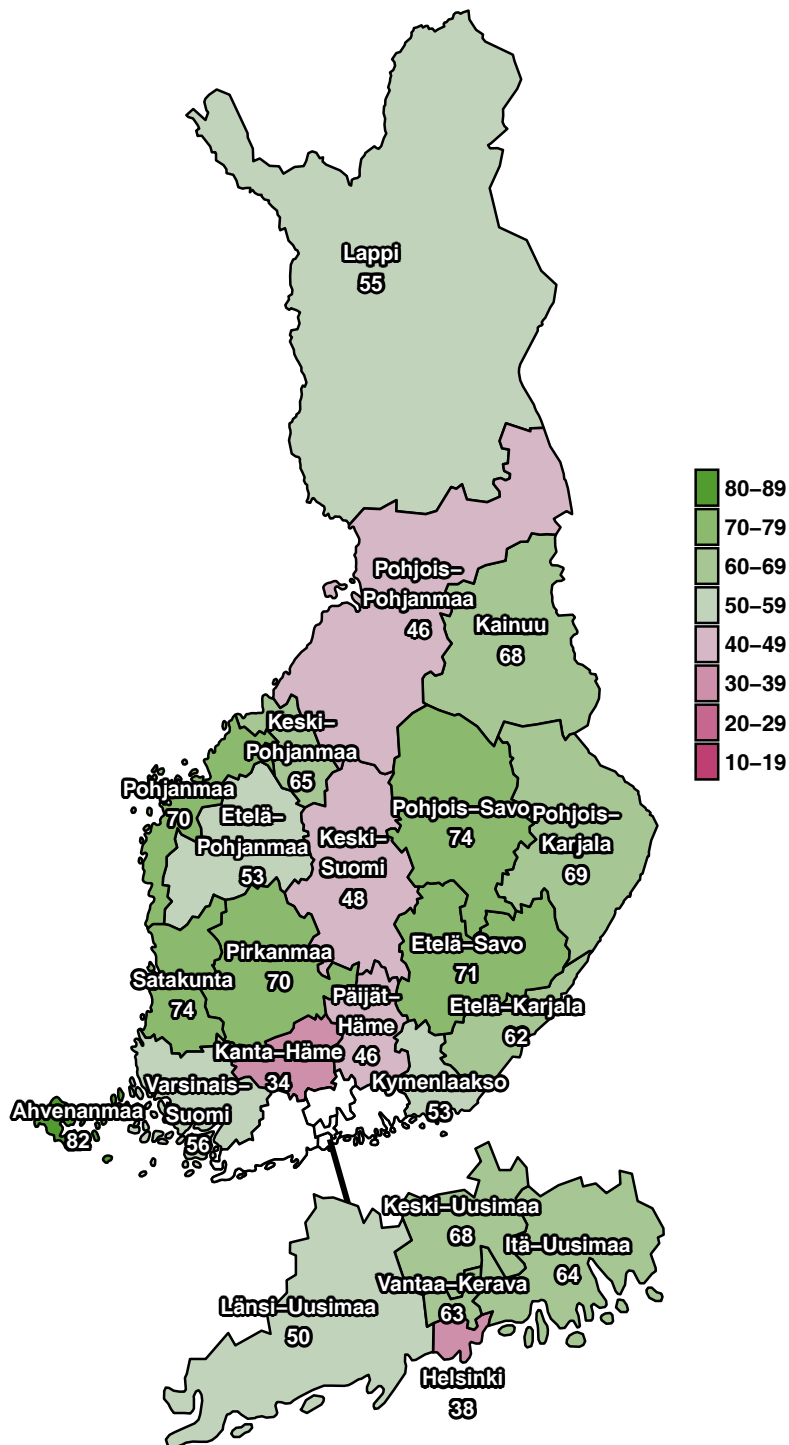 Lappi
55
80–89
70–79
60–69
50–59
40–49
30–39
20–29
10–19
Pohjois–
Pohjanmaa
46
Kainuu
68
Keski–
Pohjanmaa
65
Pohjanmaa
70
Etelä–
Pohjanmaa
53
Keski–
Suomi
48
Pohjois–Savo
74
Pohjois–
Karjala
69
Pirkanmaa
70
Etelä–Savo
71
Satakunta
74
Päijät–
Häme
46
Etelä–Karjala
62
Kanta–Häme
34
Varsinais–
Suomi
56
Kymenlaakso
53
Ahvenanmaa
82
Keski–Uusimaa
68
Itä–Uusimaa
64
Vantaa–Kerava
63
Länsi–Uusimaa
50
Helsinki
38